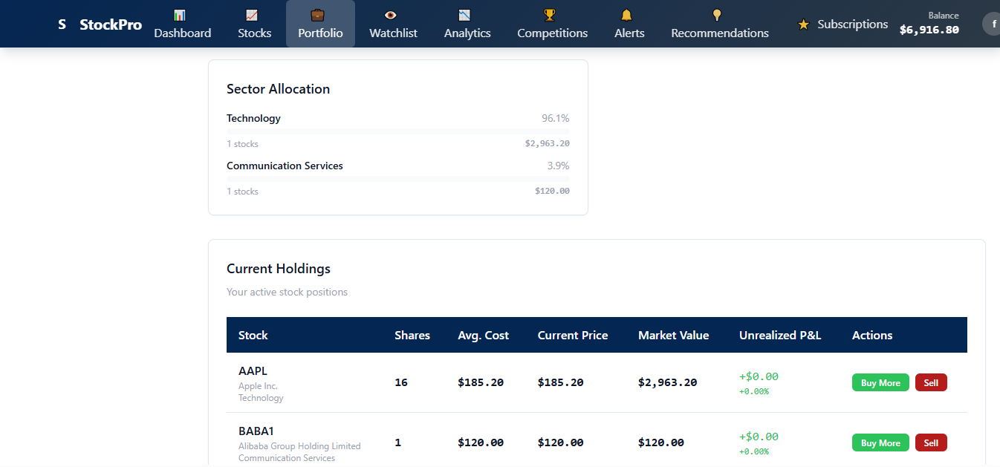 S StockPro Dashboard Stocks Portfolio Watchlist Analytics Competitions Alerts Recommendations Subscriptions Balance $6,916.80 f
Sector Allocation
Technology 96.1%
1 stocks $2,963.20
Communication Services 3.9%
1 stocks $120.00
Current Holdings
Your active stock positions
Stock Shares Avg. Cost Current Price Market Value Unrealized P&L Actions
AAPL
Apple Inc.
Technology
16 $185.20 $185.20 $2,963.20 +$0.00
+0.00%
Buy More Sell
BABA1
Alibaba Group Holding Limited
Communication Services
1 $120.00 $120.00 $120.00 +$0.00
+0.00%
Buy More Sell